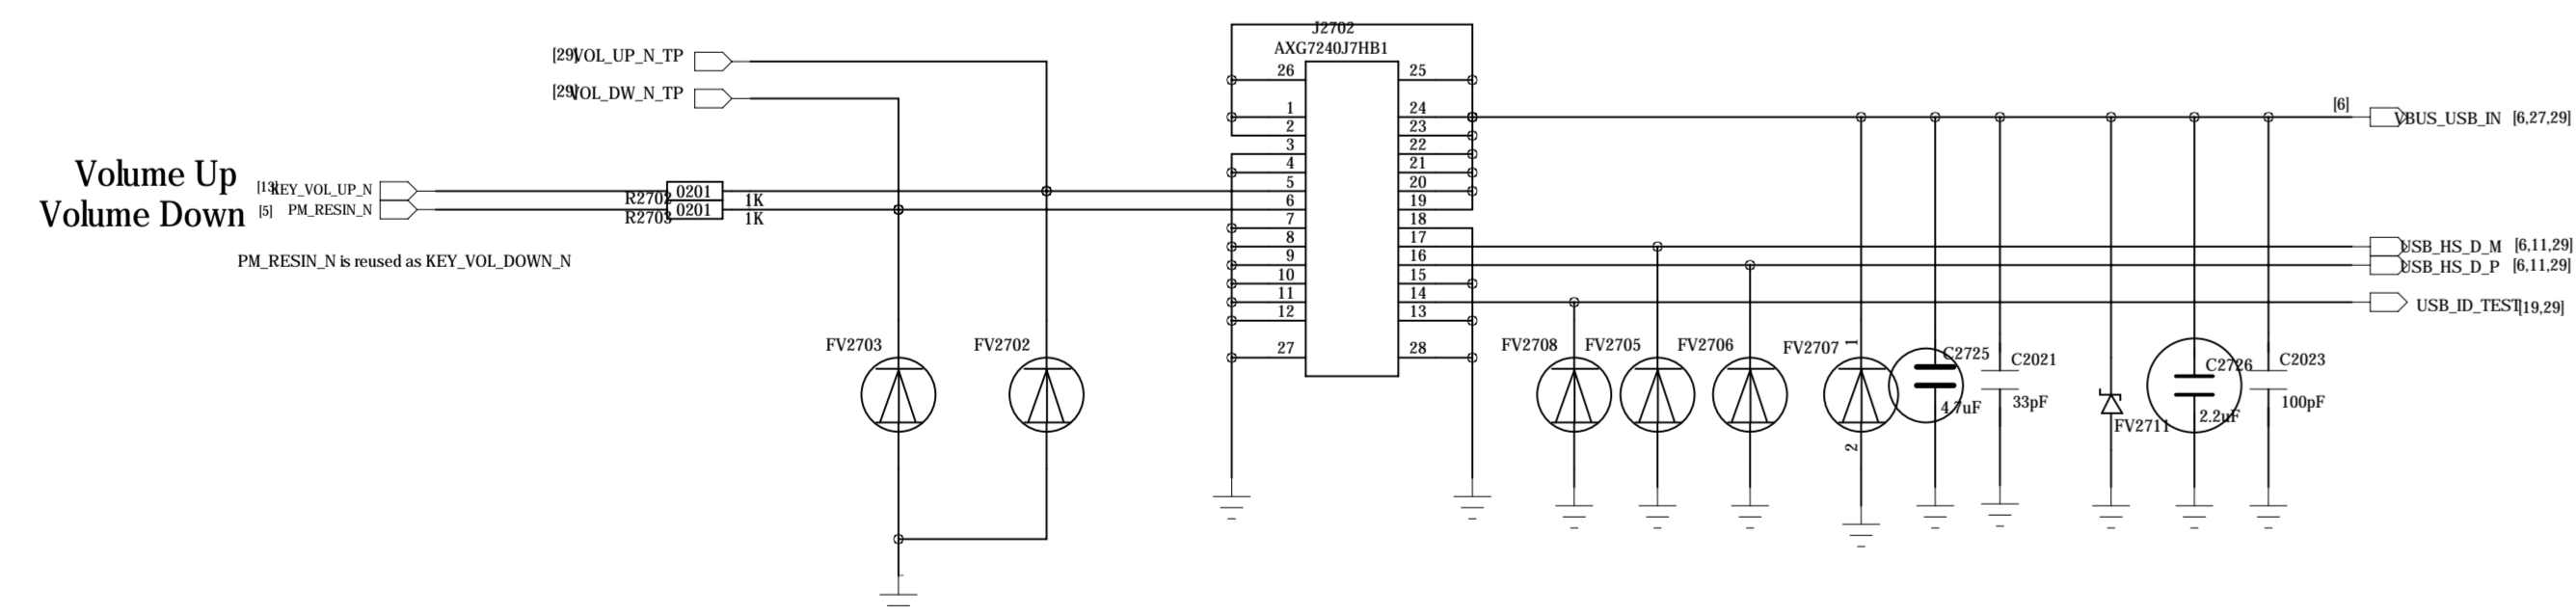 J2702
AXG7240J7HB1
[29]VOL_UP_N_TP
[29]VOL_DW_N_TP
26 25
1 24
2 23
3 22
4 21
5 20
6 19
7 18
8 17
9 16
10 15
11 14
12 13
27 28
[6]
VBUS_USB_IN [6,27,29]
Volume Up
[13]KEY_VOL_UP_N
R2702 0201 1K
Volume Down
[5] PM_RESIN_N
R2703 0201 1K
PM_RESIN_N is reused as KEY_VOL_DOWN_N
USB_HS_D_M [6,11,29]
USB_HS_D_P [6,11,29]
USB_ID_TEST[19,29]
FV2703
FV2702
FV2708
FV2705
FV2706
FV2707
1
2
C2725
4.7uF
C2021
33pF
FV2711
C2726
2.2uF
C2023
100pF